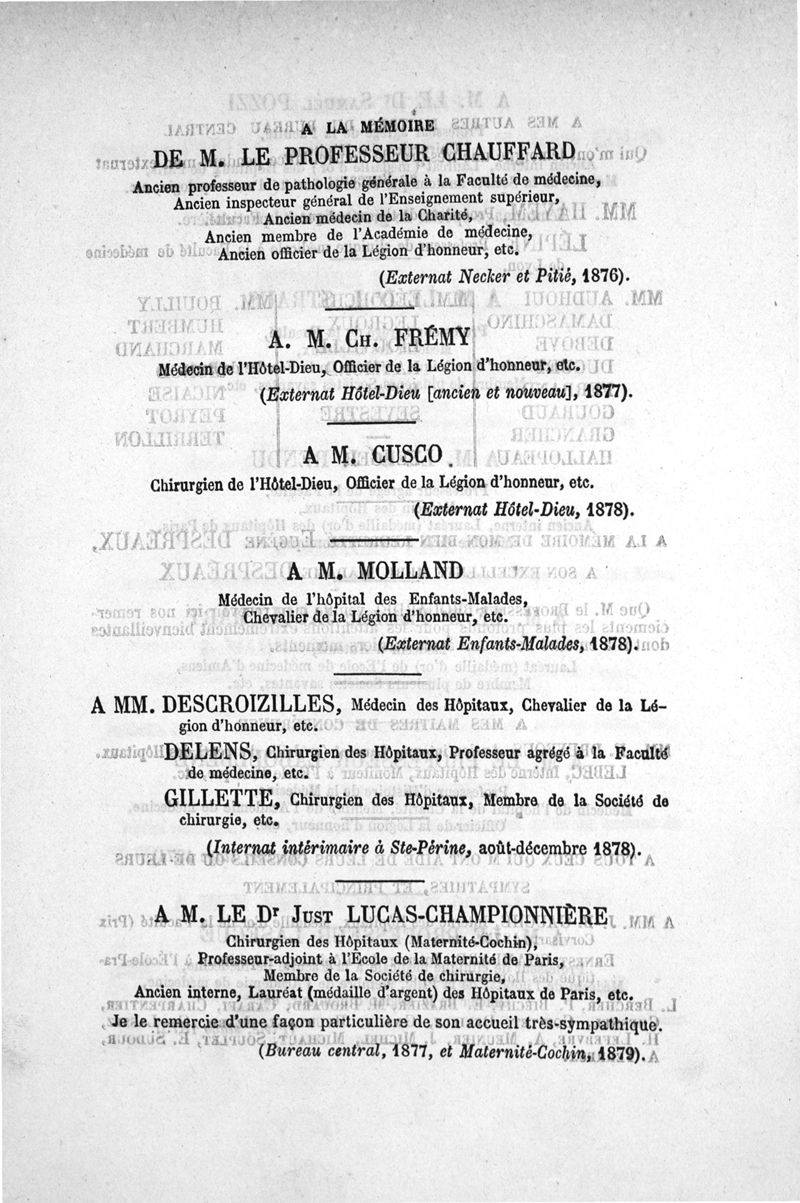 A LA MÉMOIRE
DE M. LE PROFESSEUR CHAUFFARD
Ancien professeur de pathologie générale à la Faculté de médecine,
Ancien inspecteur général de l'Enseignement supérieur,
Ancien médecin de la Charité,
Ancien membre de l'Académie de médecine,
Ancien officier de la Légion d'honneur, etc.
(Externat Necker et Pitié, 1876).
A. M. CH. FRÉMY
Médecin de l'Hôtel-Dieu, Officier de la Légion d'honneur, etc.
(Externat Hôtel-Dieu [ancien et nouveau], 1877).
A M. CUSCO
Chirurgien de l'Hôtel-Dieu, Officier de la Légion d'honneur, etc.
(Externat Hôtel-Dieu, 1878).
A M. MOLLAND
Médecin de l'hôpital des Enfants-Malades,
Chevalier de la Légion d'honneur, etc.
(Externat Enfants-Malades, 1878).
A MM. DESCROIZILLES, Médecin des Hôpitaux, Chevalier de la Lé-
gion d'honneur, etc.
DELENS, Chirurgien des Hôpitaux, Professeur agrégé à la Faculté
de médecine, etc.
GILLETTE, Chirurgien des Hôpitaux, Membre de la Société de
chirurgie, etc.
(Internat intérimaire à Ste-Périne, août-décembre 1878).
A M. LE Dr JUST LUCAS-CHAMPIONNIÈRE
Chirurgien des Hôpitaux (Maternité-Cochin),
Professeur-adjoint à l'Ecole de la Maternité de Paris,
Membre de la Société de chirurgie,
Ancien interne, Lauréat (médaille d'argent) des Hôpitaux de Paris, etc.
Je le remercie d'une façon particulière de son accueil très-sympathique.
(Bureau central, 1877, et Maternité-Cochin, 1879).